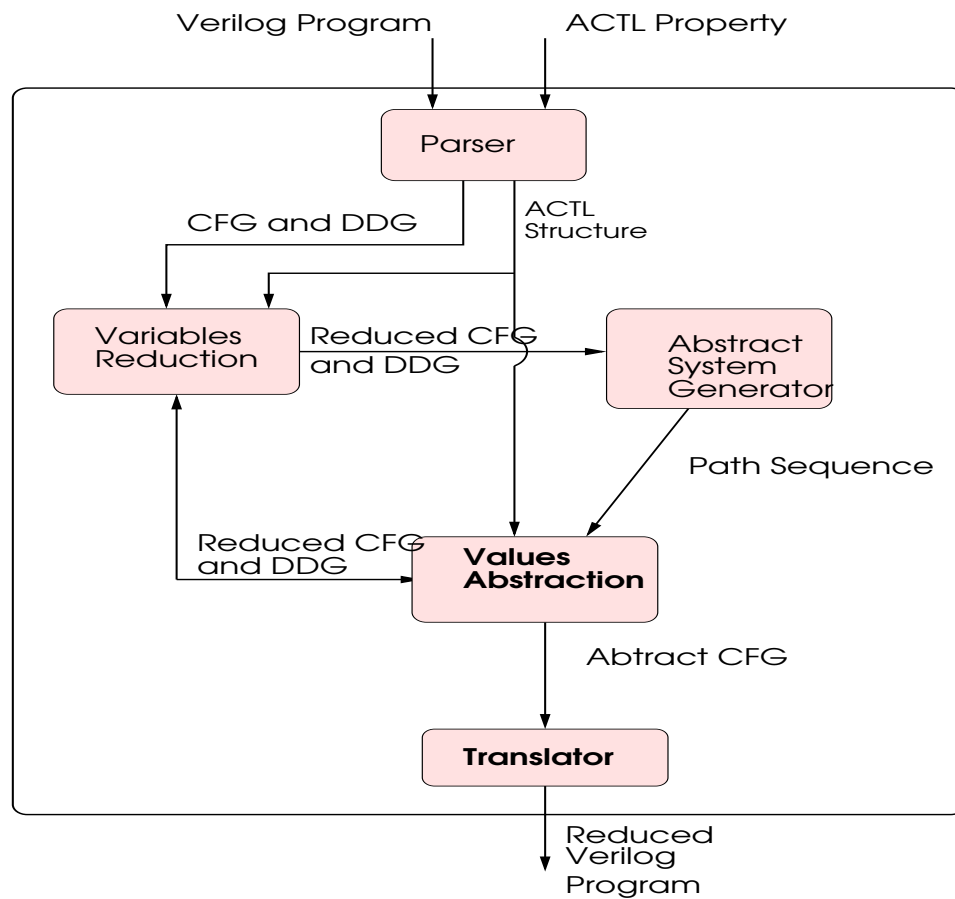 Verilog Program
ACTL Property
Parser
CFG and DDG
ACTL
Structure
Variables
Reduction
Reduced CFG
and DDG
Abstract
System
Generator
Path Sequence
Reduced CFG
and DDG
Values
Abstraction
Abtract CFG
Translator
Reduced
Verilog
Program